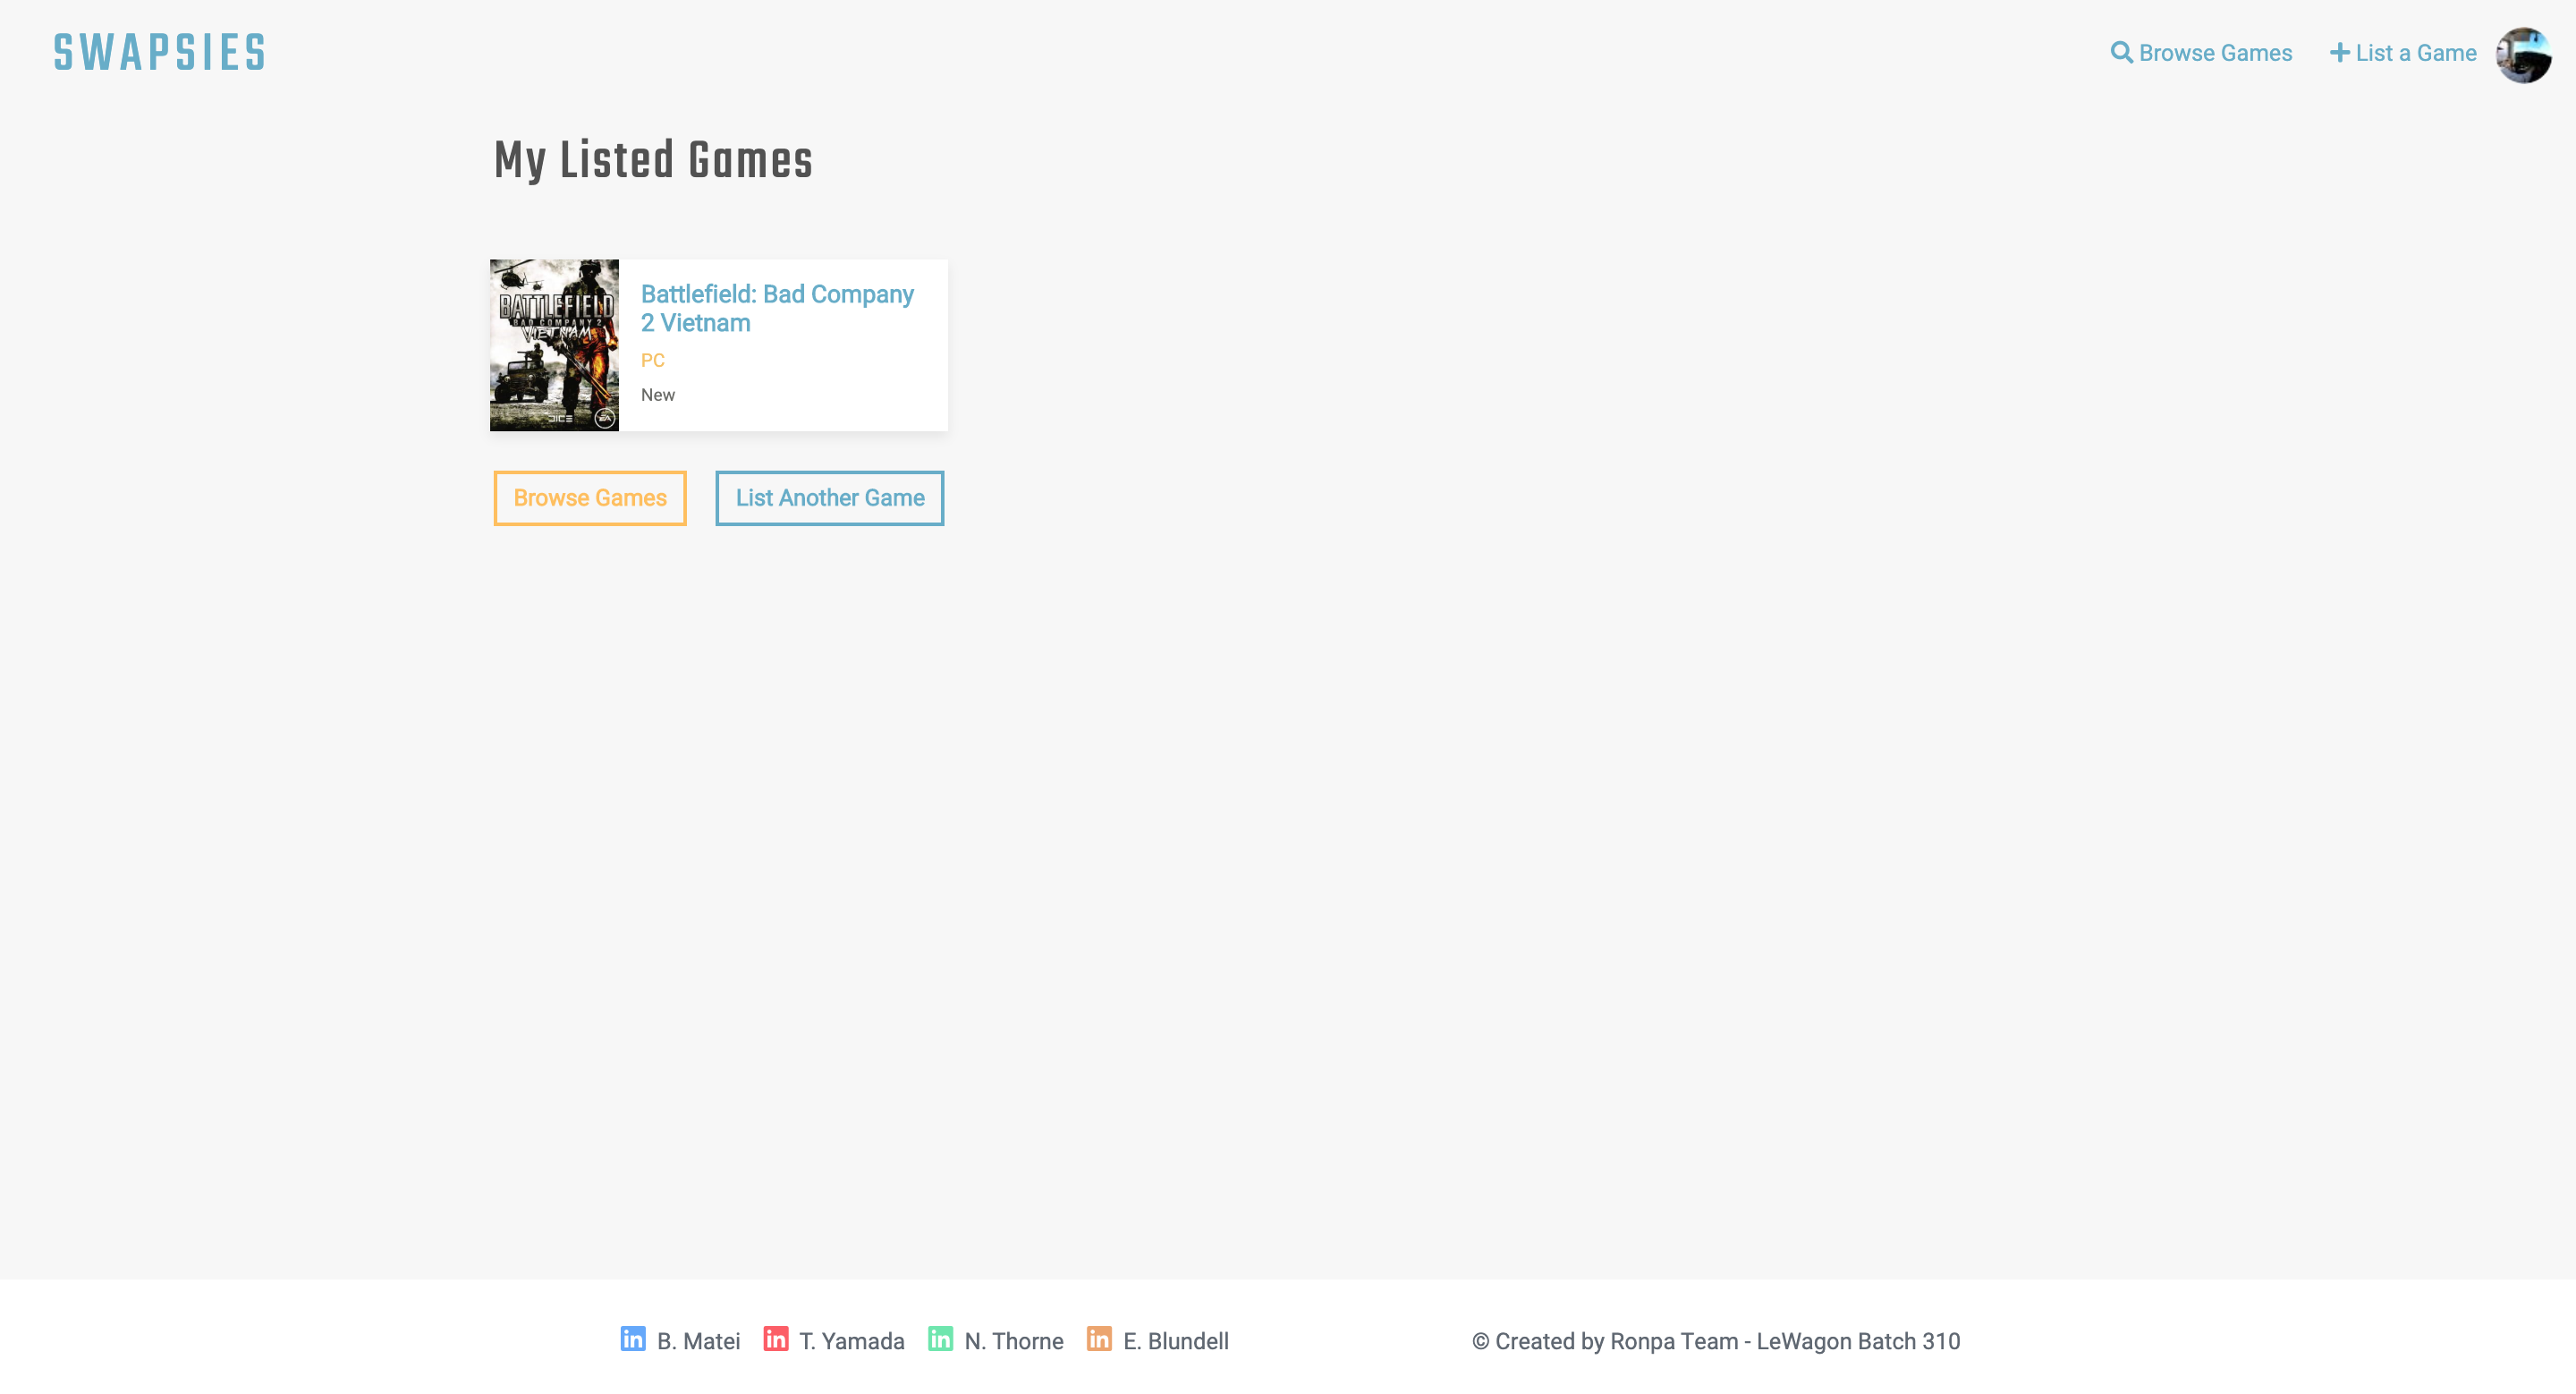 SWAPSIES
Browse Games
List a Game
My Listed Games
BATTLEFIELD
BAD COMPANY 2
VIETNAM
DICE
EA
Battlefield: Bad Company
2 Vietnam
PC
New
Browse Games
List Another Game
in B. Matei in T. Yamada in N. Thorne in E. Blundell
© Created by Ronpa Team - LeWagon Batch 310